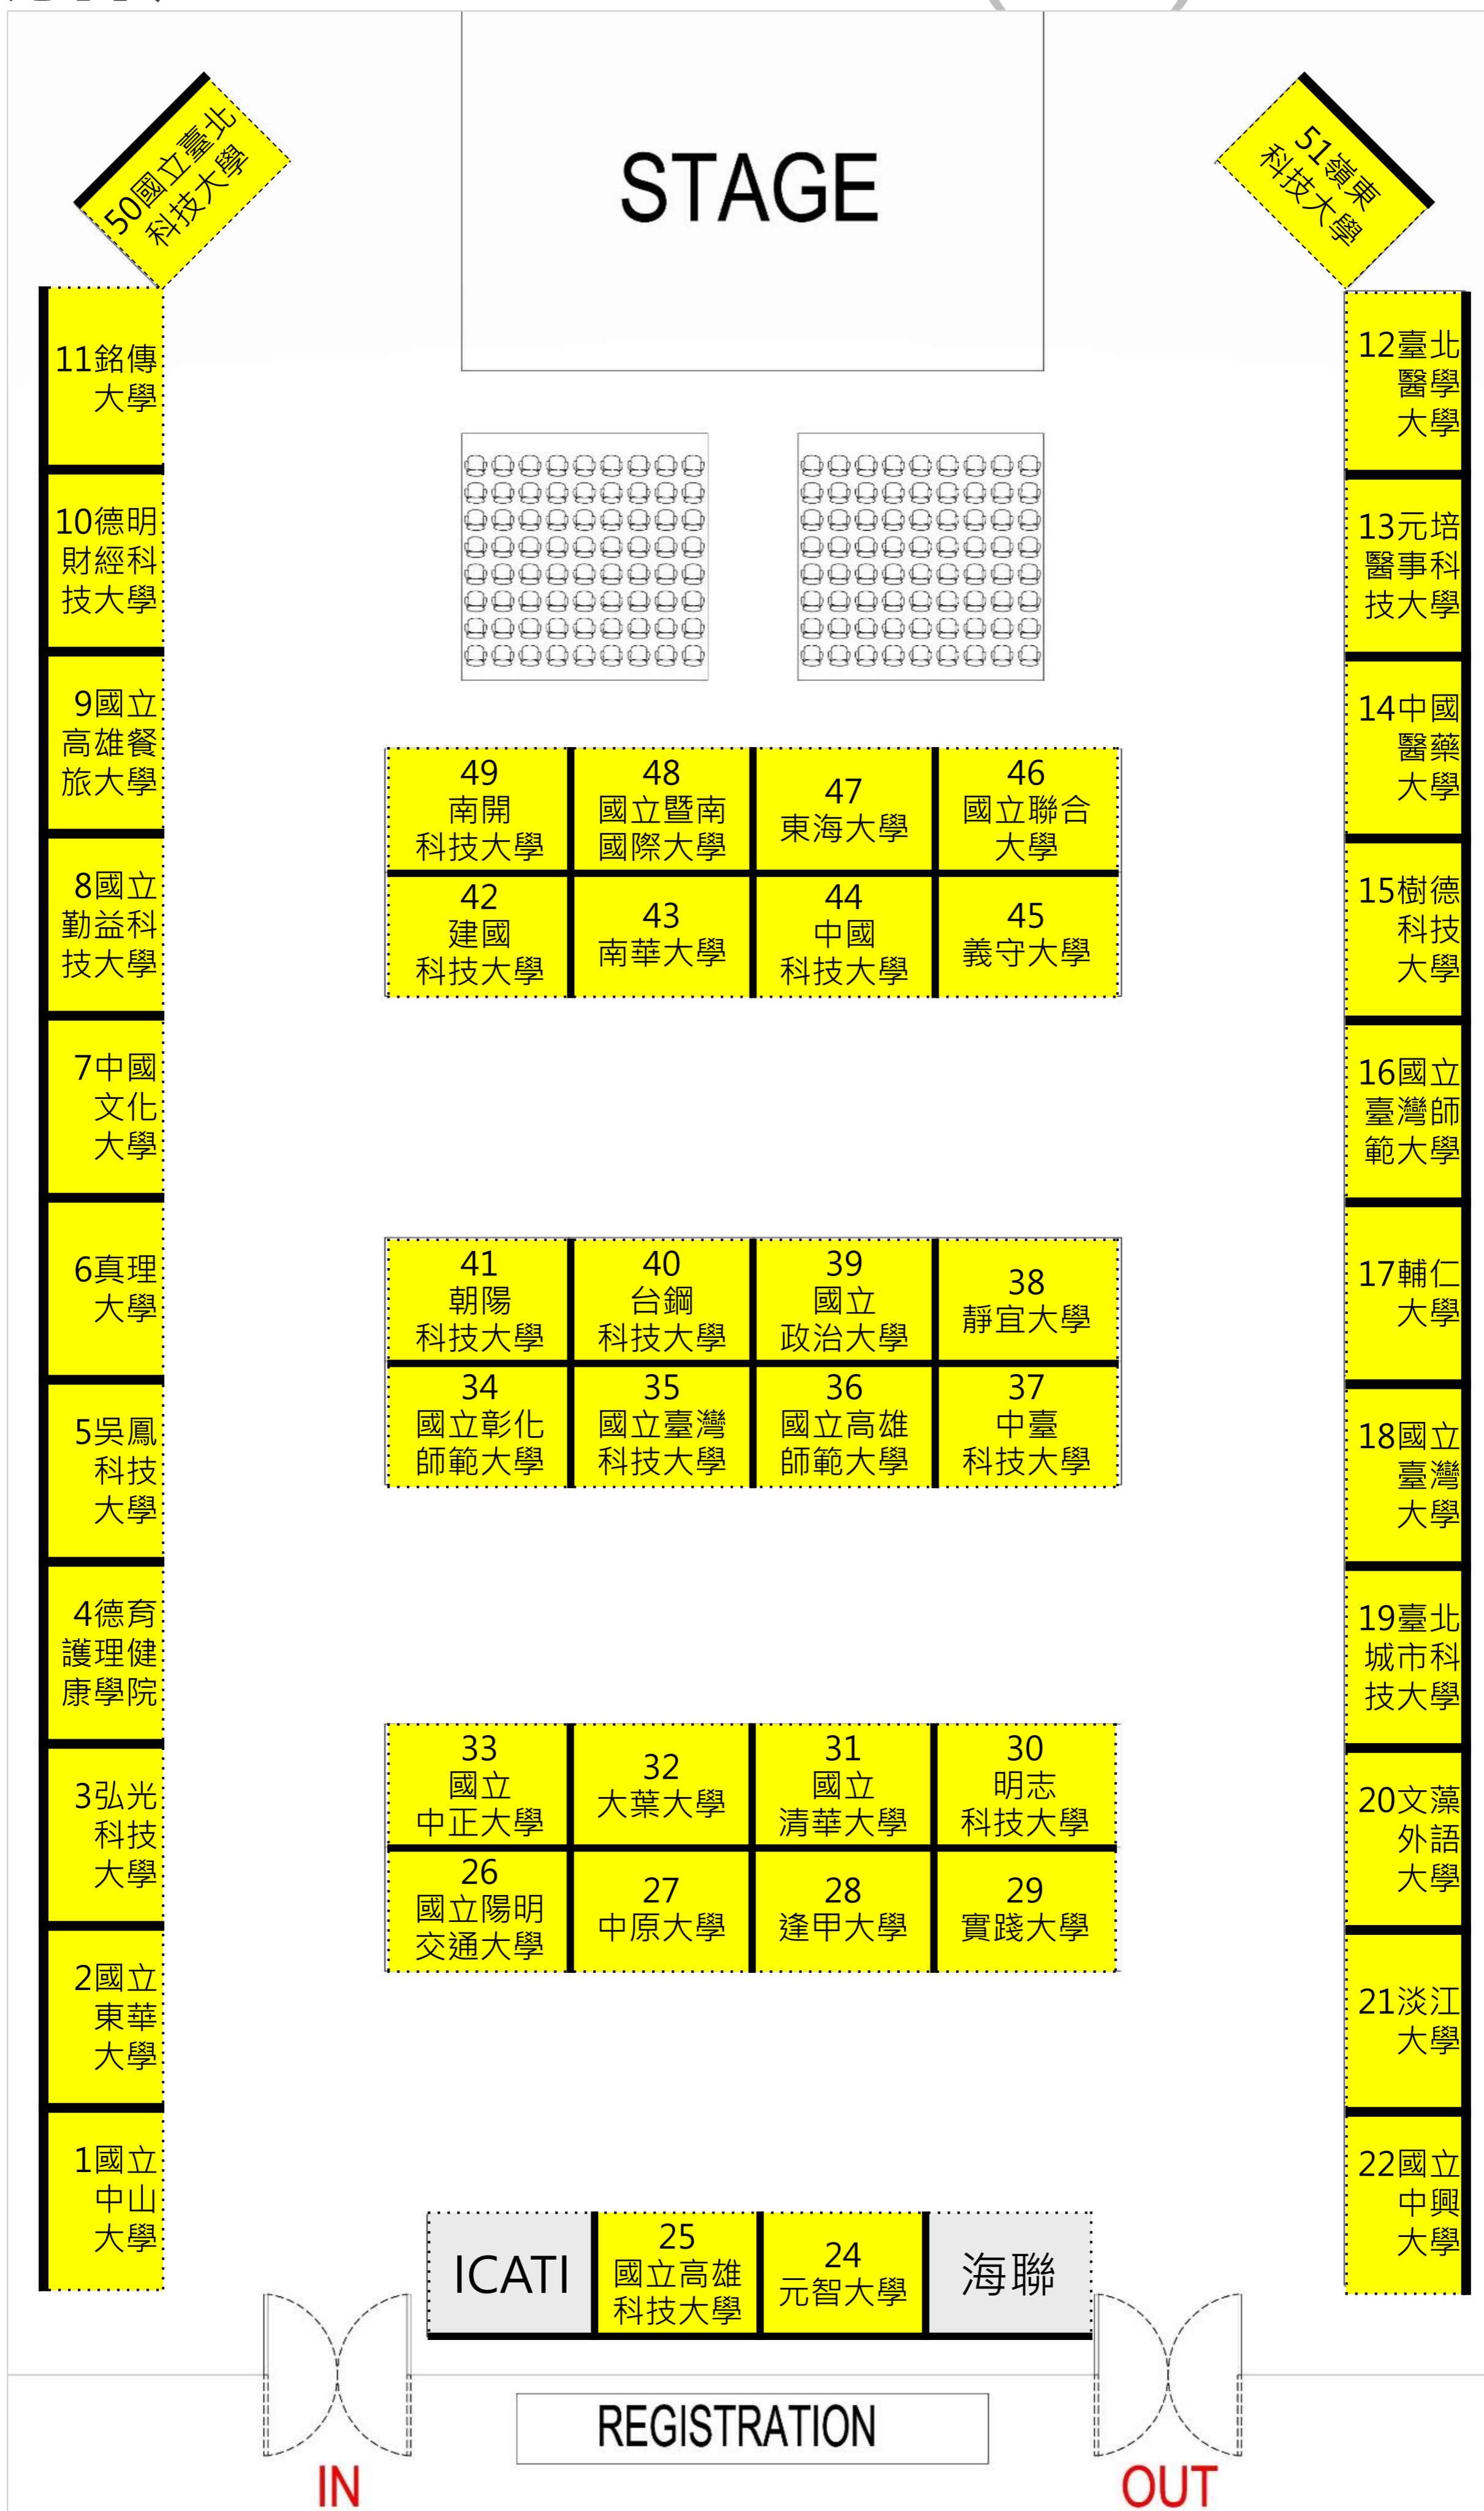 STAGE
50國立臺北
科技大學
51嶺東
科技大學
11銘傳
大學
10德明
財經科
技大學
9國立
高雄餐
旅大學
8國立
勤益科
技大學
7中國
文化
大學
6真理
大學
5吳鳳
科技
大學
4德育
護理健
康學院
3弘光
科技
大學
2國立
東華
大學
1國立
中山
大學
49
南開
科技大學
48
國立暨南
國際大學
47
東海大學
46
國立聯合
大學
42
建國
科技大學
43
南華大學
44
中國
科技大學
45
義守大學
41
朝陽
科技大學
40
台鋼
科技大學
39
國立
政治大學
38
靜宜大學
34
國立彰化
師範大學
35
國立臺灣
科技大學
36
國立高雄
師範大學
37
中臺
科技大學
33
國立
中正大學
32
大葉大學
31
國立
清華大學
30
明志
科技大學
26
國立陽明
交通大學
27
中原大學
28
逢甲大學
29
實踐大學
12臺北
醫學
大學
13元培
醫事科
技大學
14中國
醫藥
大學
15樹德
科技
大學
16國立
臺灣師
範大學
17輔仁
大學
18國立
臺灣
大學
19臺北
城市科
技大學
20文藻
外語
大學
21淡江
大學
22國立
中興
大學
ICATI
25
國立高雄
科技大學
24
元智大學
海聯
REGISTRATION
IN
OUT